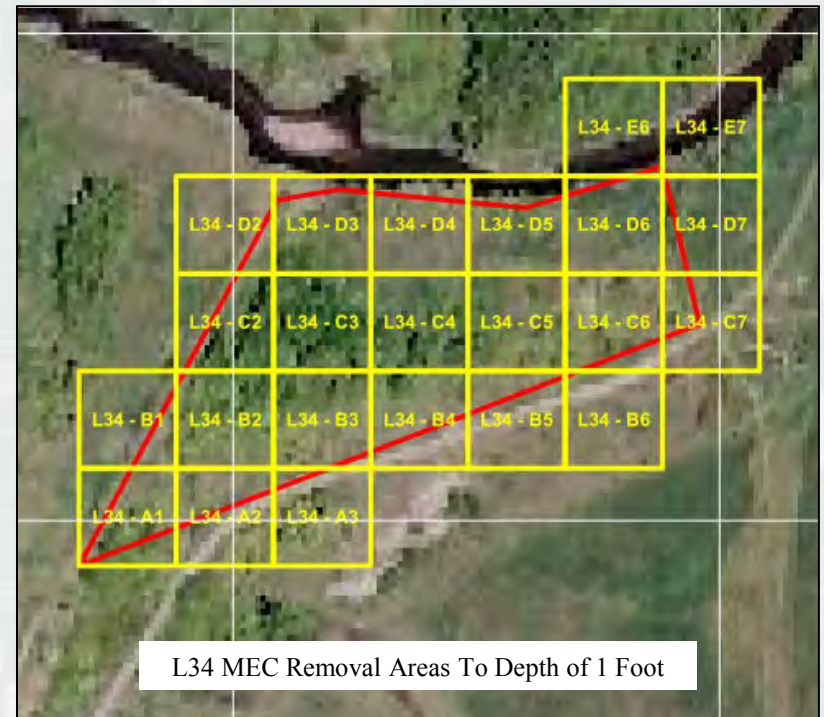 L34 - E6 L34 - E7
L34 - D2 L34 - D3 L34 - D4 L34 - D5 L34 - D6 L34 - D7
L34 - C2 L34 - C3 L34 - C4 L34 - C5 L34 - C6 L34 - C7
L34 - B1 L34 - B2 L34 - B3 L34 - B4 L34 - B5 L34 - B6
L34 - A1 L34 - A2 L34 - A3
L34 MEC Removal Areas To Depth of 1 Foot